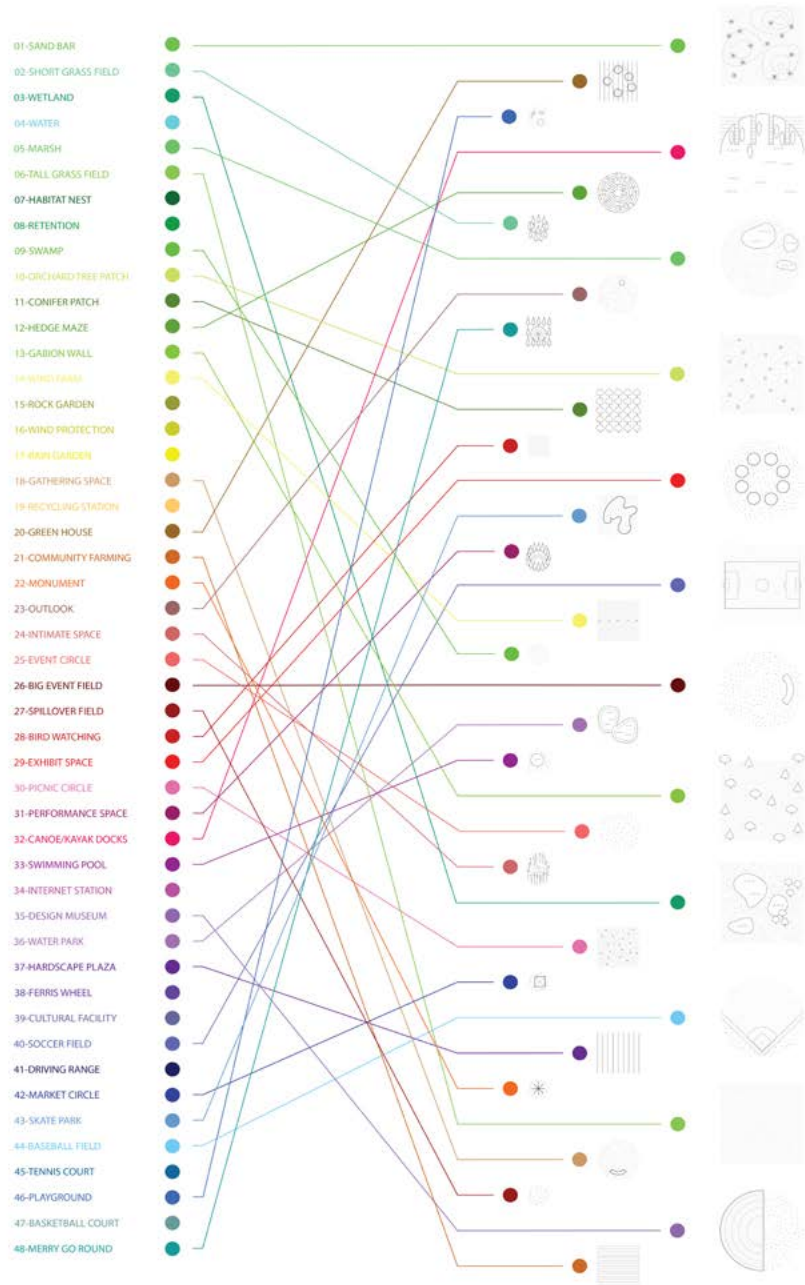 01-SAND BAR
02-SHORT GRASS FIELD
03-WETLAND
04-WATER
05-MARSH
06-TALL GRASS FIELD
07-HABITAT NEST
08-RETENTION
09-SWAMP
10-ORCHARD TREE PATCH
11-CONIFER PATCH
12-HEDGE MAZE
13-GABION WALL
14-WIND FARM
15-ROCK GARDEN
16-WIND PROTECTION
17-RAIN GARDEN
18-GATHERING SPACE
19-RECYCLING STATION
20-GREEN HOUSE
21-COMMUNITY FARMING
22-MONUMENT
23-OUTLOOK
24-INTIMATE SPACE
25-EVENT CIRCLE
26-BIG EVENT FIELD
27-SPILLOVER FIELD
28-BIRD WATCHING
29-EXHIBIT SPACE
30-PICNIC CIRCLE
31-PERFORMANCE SPACE
32-CANOE/KAYAK DOCKS
33-SWIMMING POOL
34-INTERNET STATION
35-DESIGN MUSEUM
36-WATER PARK
37-HARDSCAPE PLAZA
38-FERRIS WHEEL
39-CULTURAL FACILITY
40-SOCCER FIELD
41-DRIVING RANGE
42-MARKET CIRCLE
43-SKATE PARK
44-BASEBALL FIELD
45-TENNIS COURT
46-PLAYGROUND
47-BASKETBALL COURT
48-MERRY GO ROUND